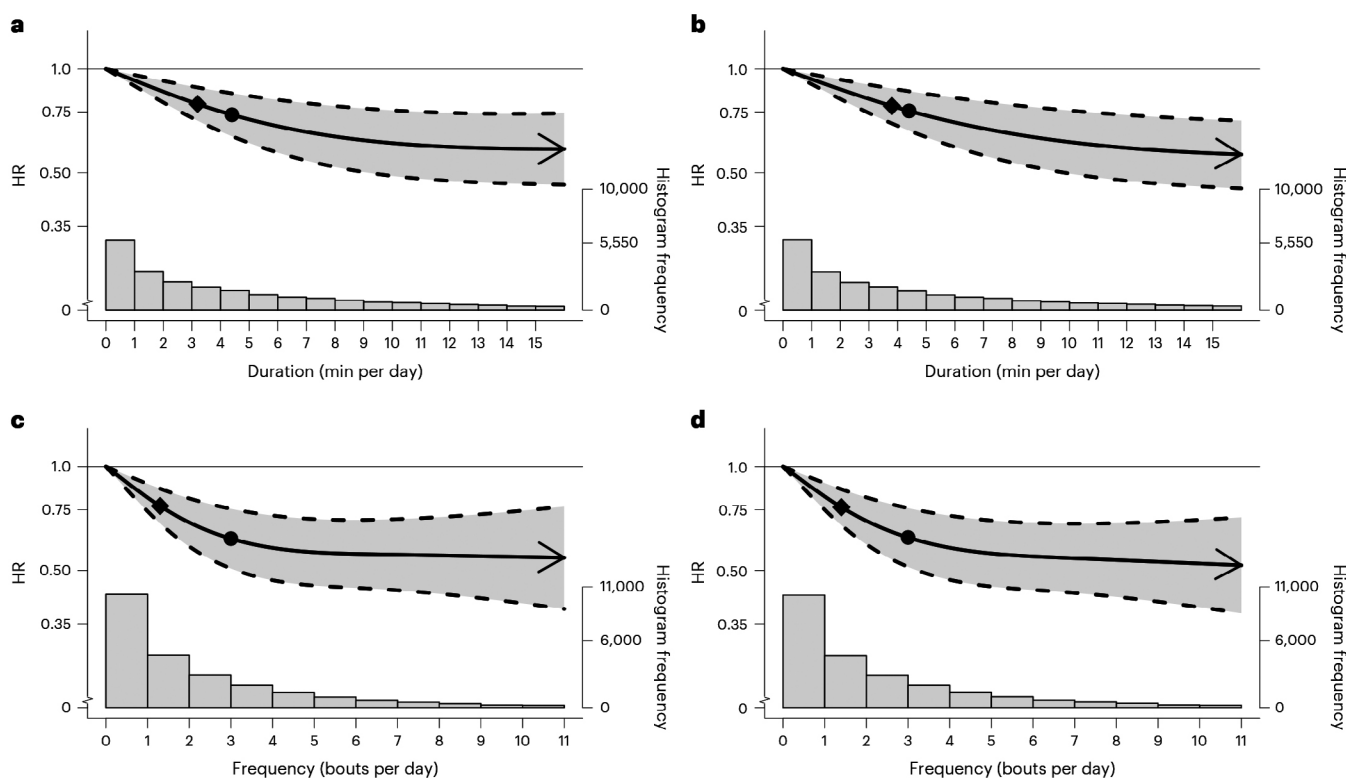 a
1.0
0.75
0.50
0.35
0
HR
10,000
5,550
0
Histogram frequency
0 1 2 3 4 5 6 7 8 9 10 11 12 13 14 15
Duration (min per day)
b
1.0
0.75
0.50
0.35
0
HR
10,000
5,550
0
Histogram frequency
0 1 2 3 4 5 6 7 8 9 10 11 12 13 14 15
Duration (min per day)
c
1.0
0.75
0.50
0.35
0
HR
11,000
6,000
0
Histogram frequency
0 1 2 3 4 5 6 7 8 9 10 11
Frequency (bouts per day)
d
1.0
0.75
0.50
0.35
0
HR
11,000
6,000
0
Histogram frequency
0 1 2 3 4 5 6 7 8 9 10 11
Frequency (bouts per day)